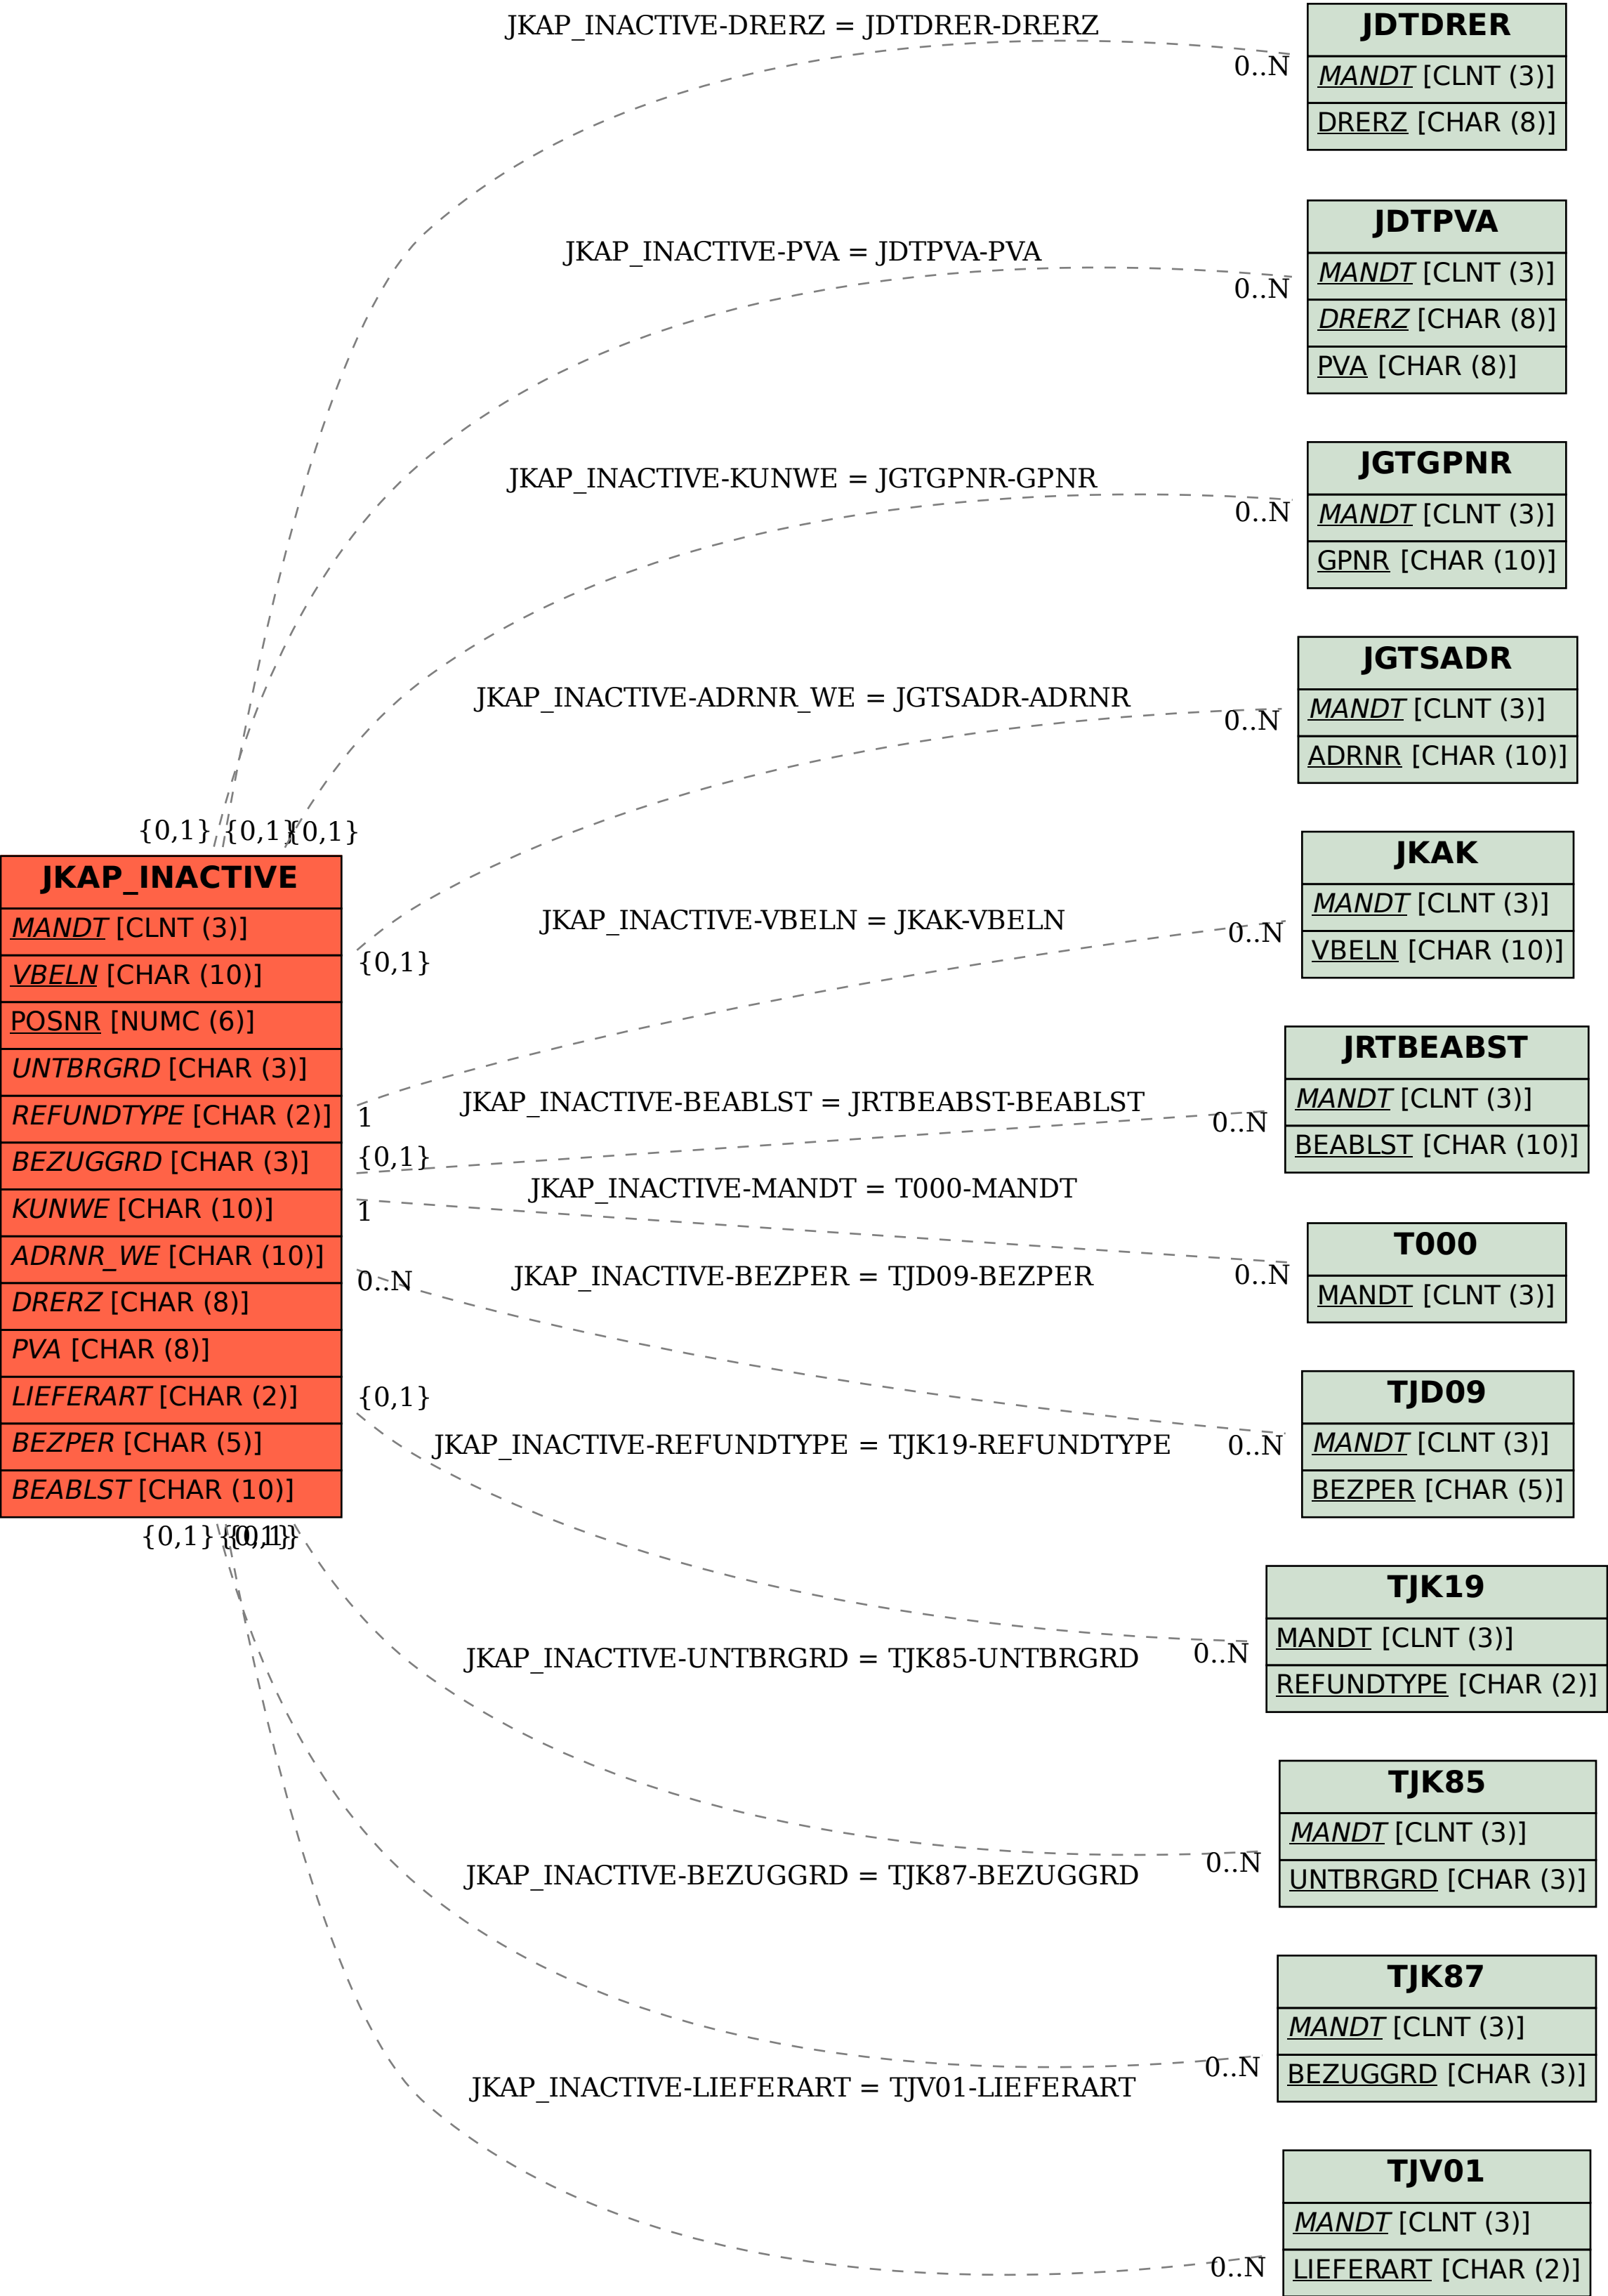 JKAP_INACTIVE-DRERZ = JDTDRER-DRERZ
0..N
JDTDRER
MANDT [CLNT (3)]
DRERZ [CHAR (8)]
JKAP_INACTIVE-PVA = JDTPVA-PVA
0..N
JDTPVA
MANDT [CLNT (3)]
DRERZ [CHAR (8)]
PVA [CHAR (8)]
JKAP_INACTIVE-KUNWE = JGTGPNR-GPNR
0..N
JGTGPNR
MANDT [CLNT (3)]
GPNR [CHAR (10)]
JKAP_INACTIVE-ADRNR_WE = JGTSADR-ADRNR
0..N
JGTSADR
MANDT [CLNT (3)]
ADRNR [CHAR (10)]
{0,1}
{0,1}
{0,1}
JKAP_INACTIVE
MANDT [CLNT (3)]
VBELN [CHAR (10)]
POSNR [NUMC (6)]
UNTBRGRD [CHAR (3)]
REFUNDTYPE [CHAR (2)]
BEZUGGRD [CHAR (3)]
KUNWE [CHAR (10)]
ADRNR_WE [CHAR (10)]
DRERZ [CHAR (8)]
PVA [CHAR (8)]
LIEFERART [CHAR (2)]
BEZPER [CHAR (5)]
BEABLST [CHAR (10)]
{0,1}
JKAP_INACTIVE-VBELN = JKAK-VBELN
0..N
JKAK
MANDT [CLNT (3)]
VBELN [CHAR (10)]
1
JKAP_INACTIVE-BEABLST = JRTBEABST-BEABLST
0..N
JRTBEABST
MANDT [CLNT (3)]
BEABLST [CHAR (10)]
{0,1}
JKAP_INACTIVE-MANDT = T000-MANDT
1
0..N
T000
MANDT [CLNT (3)]
JKAP_INACTIVE-BEZPER = TJD09-BEZPER
0..N
0..N
TJD09
MANDT [CLNT (3)]
BEZPER [CHAR (5)]
{0,1}
JKAP_INACTIVE-REFUNDTYPE = TJK19-REFUNDTYPE
0..N
TJK19
MANDT [CLNT (3)]
REFUNDTYPE [CHAR (2)]
{0,1}
{0,1}
{0,1}
JKAP_INACTIVE-UNTBRGRD = TJK85-UNTBRGRD
0..N
TJK85
MANDT [CLNT (3)]
UNTBRGRD [CHAR (3)]
JKAP_INACTIVE-BEZUGGRD = TJK87-BEZUGGRD
0..N
TJK87
MANDT [CLNT (3)]
BEZUGGRD [CHAR (3)]
JKAP_INACTIVE-LIEFERART = TJV01-LIEFERART
0..N
TJV01
MANDT [CLNT (3)]
LIEFERART [CHAR (2)]